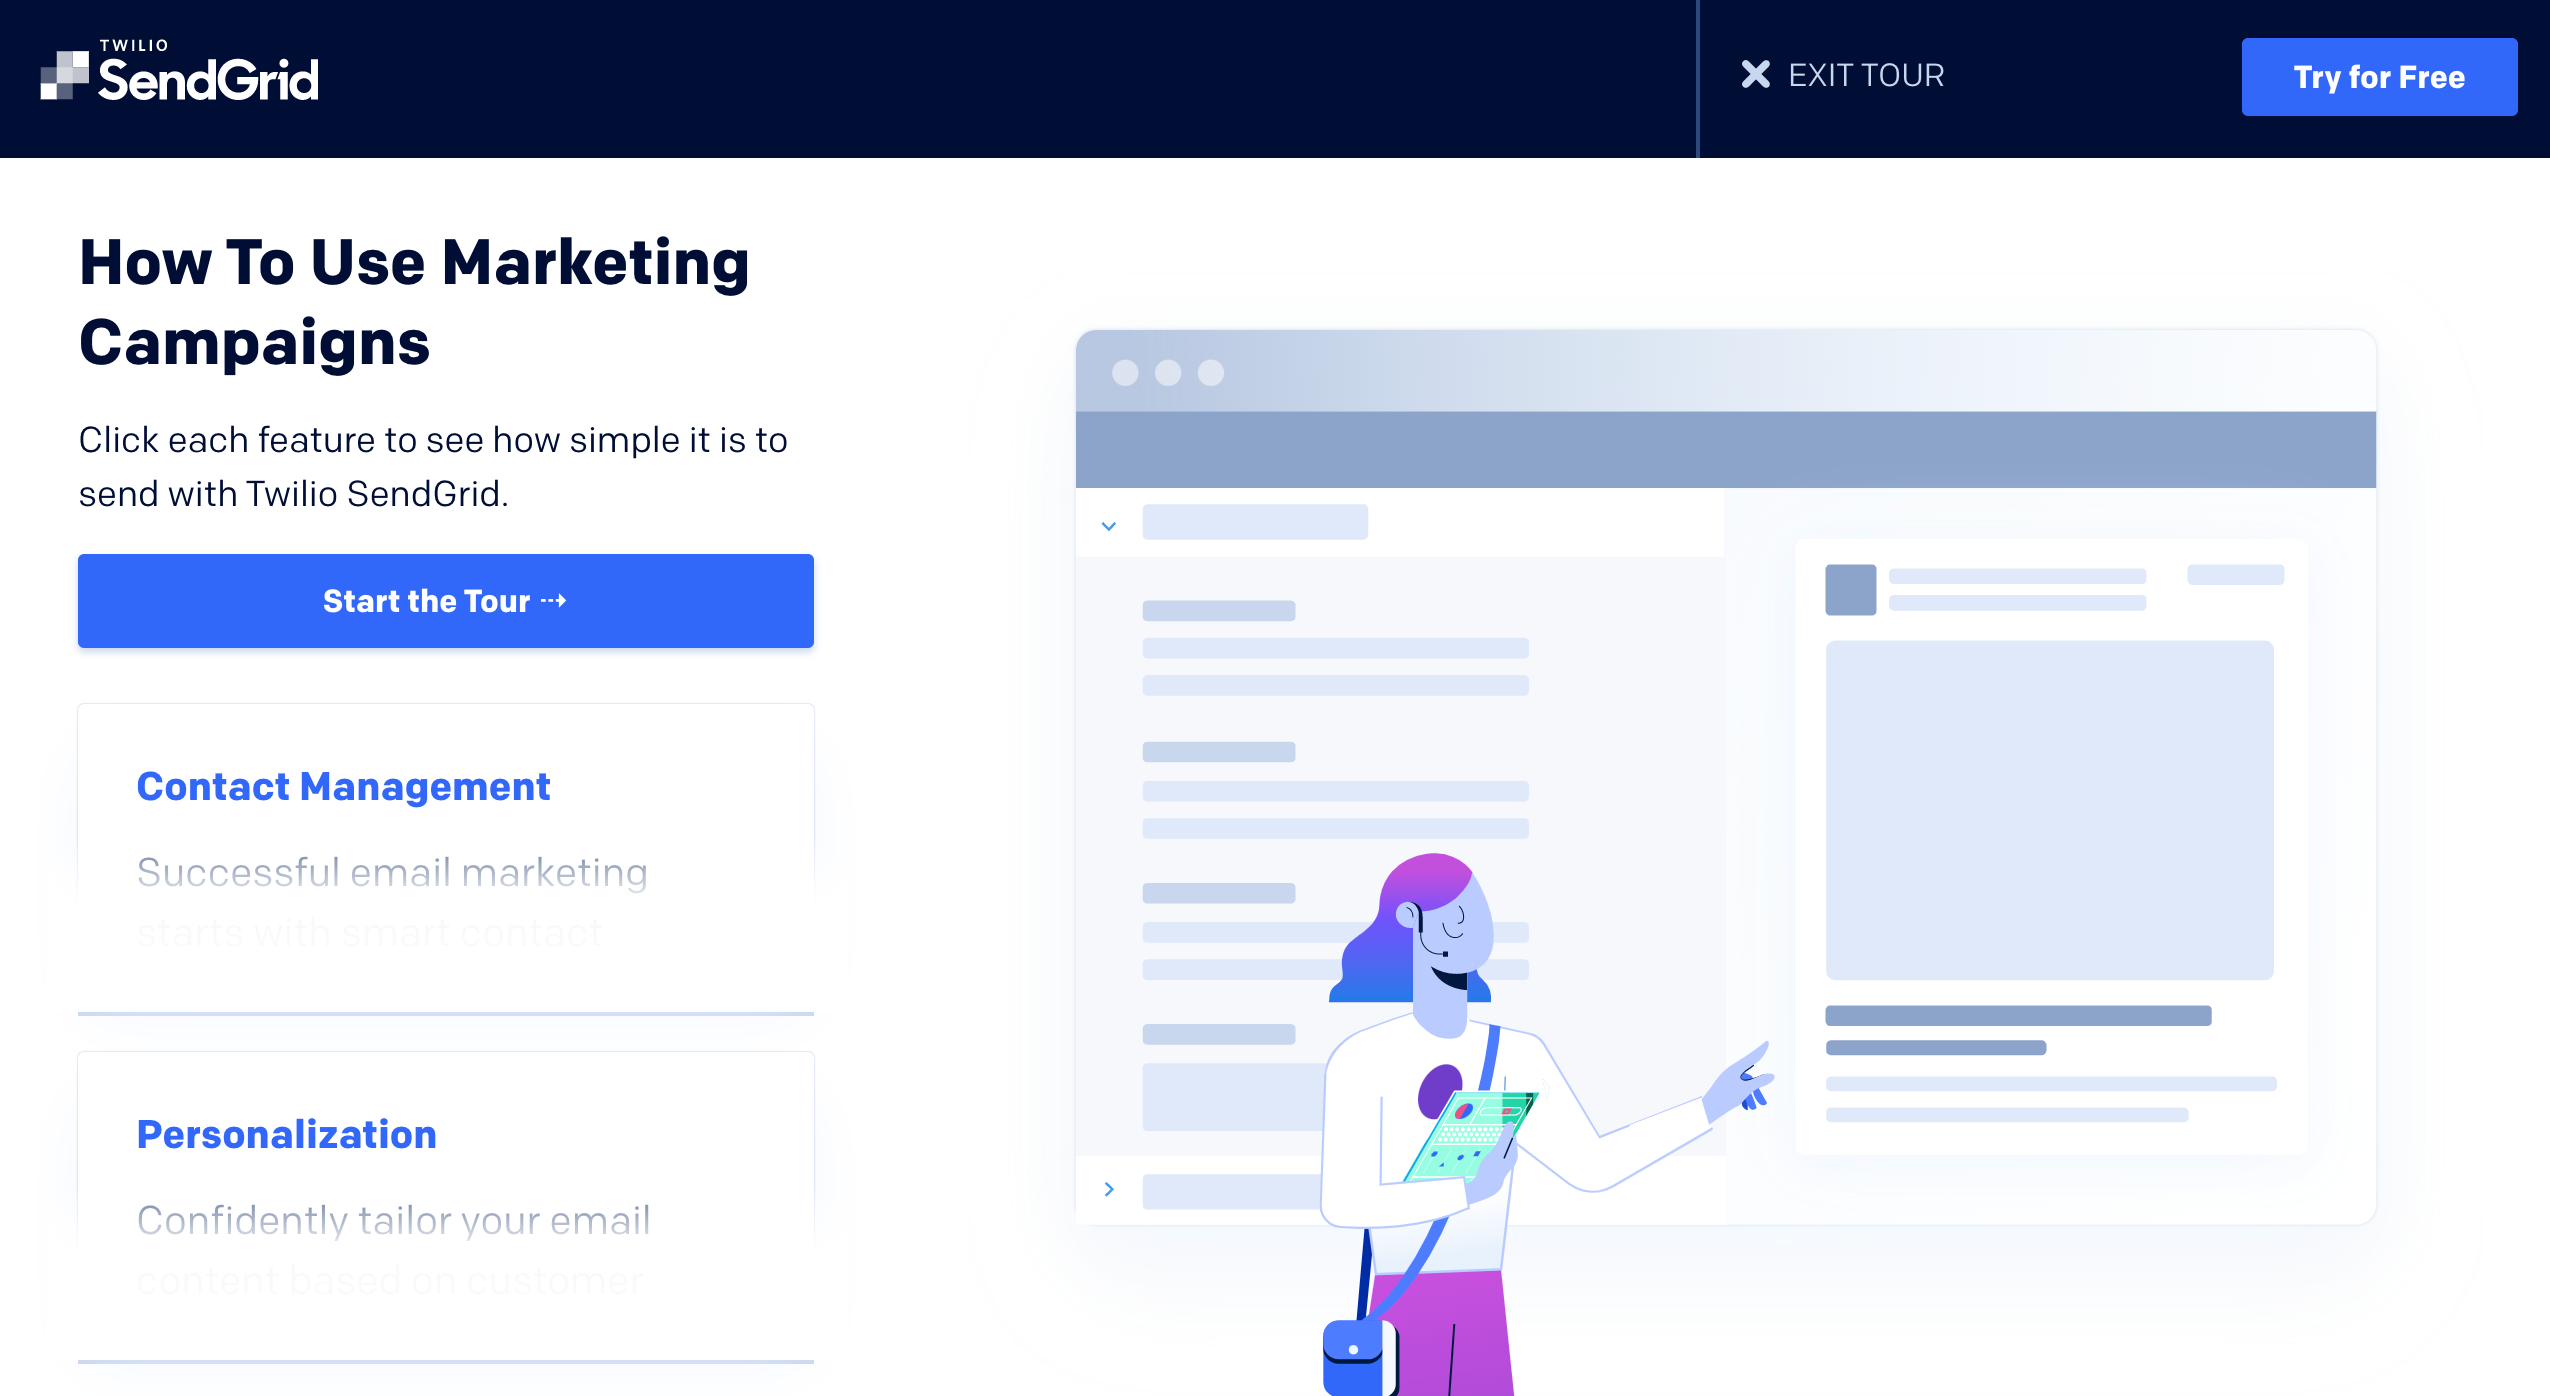 TWILIO
SendGrid
EXIT TOUR
Try for Free
How To Use Marketing
Campaigns
Click each feature to see how simple it is to
send with Twilio SendGrid.
Start the Tour
Contact Management
Successful email marketing
starts with smart contact
Personalization
Confidently tailor your email
content based on customer